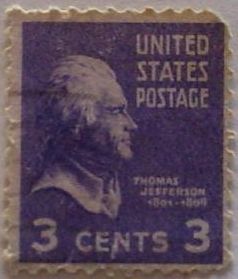 UNITED
STATES
POSTAGE
THOMAS
JEFFERSON
1801-1809
3 CENTS 3